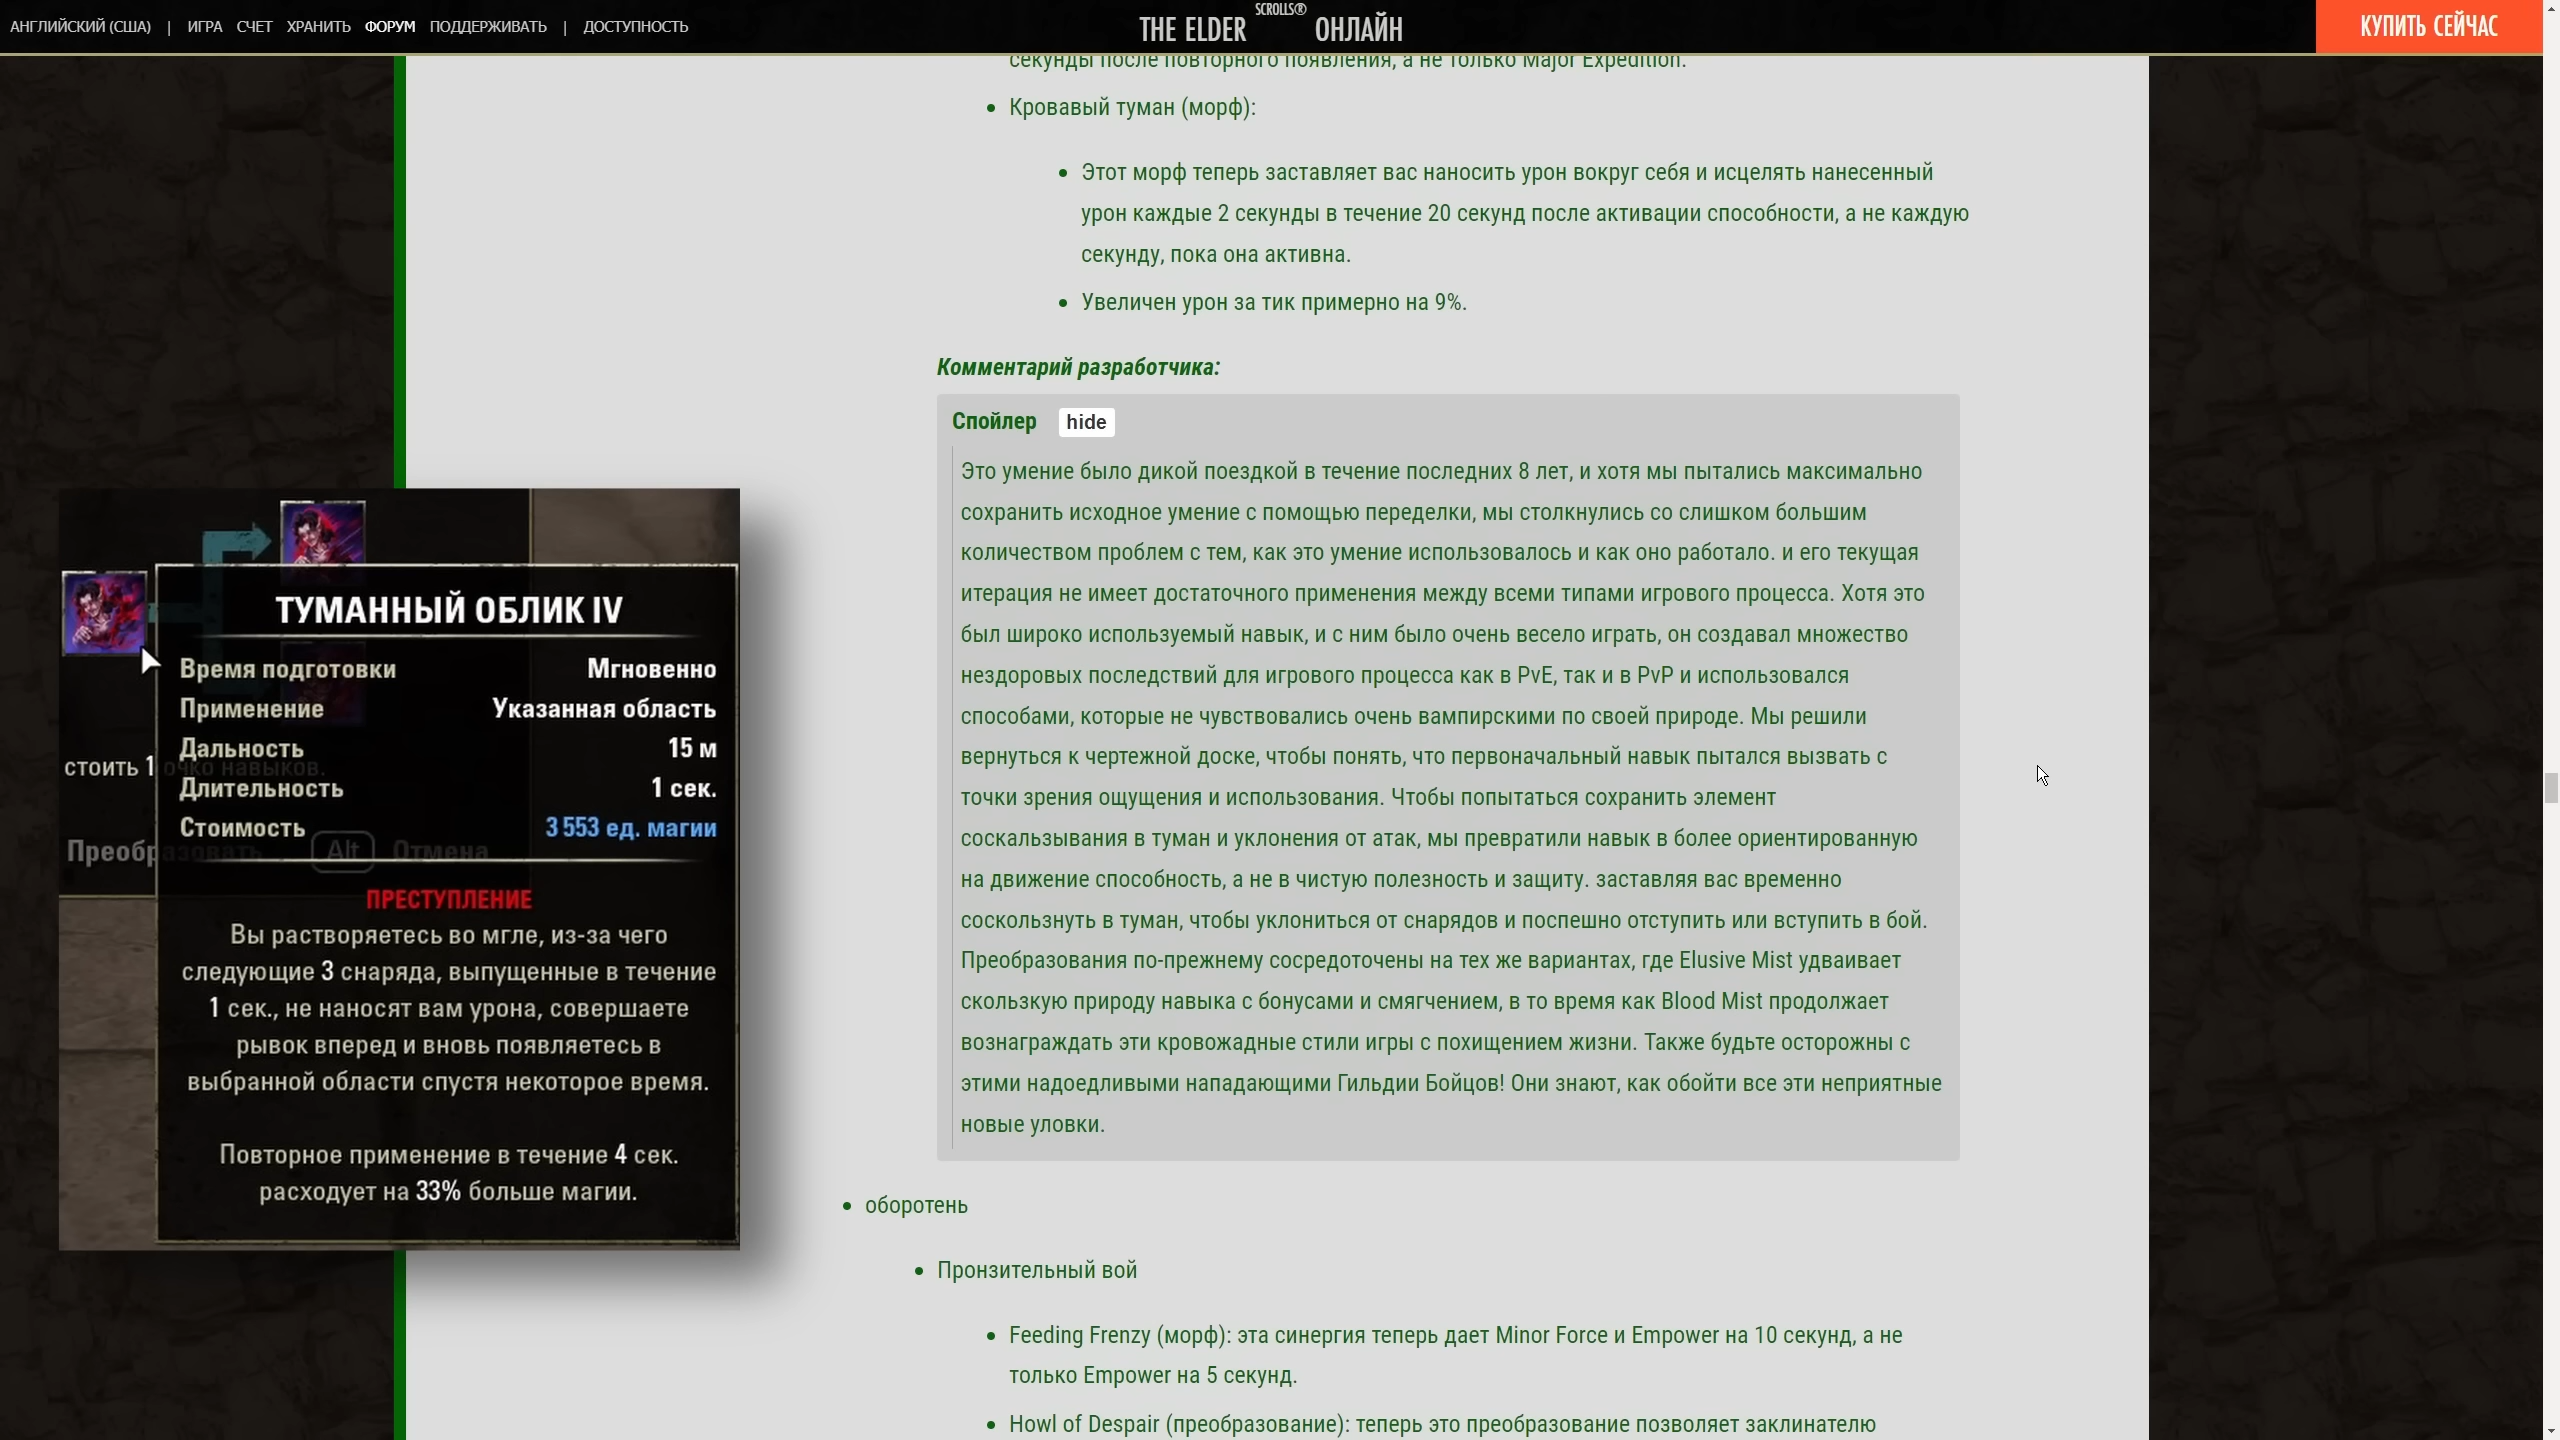 АНГЛИЙСКИЙ (США) | ИГРА СЧЕТ ХРАНИТЬ ФОРУМ ПОДДЕРЖИВАТЬ | ДОСТУПНОСТЬ
THE ELDER SCROLLS® ОНЛАЙН
КУПИТЬ СЕЙЧАС
секунды после повторного появления, а не только Major Expedition.
Кровавый туман (морф):
Этот морф теперь заставляет вас наносить урон вокруг себя и исцелять нанесенный
урон каждые 2 секунды в течение 20 секунд после активации способности, а не каждую
секунду, пока она активна.
Увеличен урон за тик примерно на 9%.
Комментарий разработчика:
Спойлер hide
Это умение было дикой поездкой в течение последних 8 лет, и хотя мы пытались максимально
сохранить исходное умение с помощью переделки, мы столкнулись со слишком большим
количеством проблем с тем, как это умение использовалось и как оно работало. и его текущая
итерация не имеет достаточного применения между всеми типами игрового процесса. Хотя это
был широко используемый навык, и с ним было очень весело играть, он создавал множество
нездоровых последствий для игрового процесса как в PvE, так и в PvP и использовался
способами, которые не чувствовались очень вампирскими по своей природе. Мы решили
вернуться к чертежной доске, чтобы понять, что первоначальный навык пытался вызвать с
точки зрения ощущения и использования. Чтобы попытаться сохранить элемент
соскальзывания в туман и уклонения от атак, мы превратили навык в более ориентированную
на движение способность, а не в чистую полезность и защиту. заставляя вас временно
соскользнуть в туман, чтобы уклониться от снарядов и поспешно отступить или вступить в бой.
Преобразования по-прежнему сосредоточены на тех же вариантах, где Elusive Mist удваивает
скользкую природу навыка с бонусами и смягчением, в то время как Blood Mist продолжает
вознаграждать эти кровожадные стили игры с похищением жизни. Также будьте осторожны с
этими надоедливыми нападающими Гильдии Бойцов! Они знают, как обойти все эти неприятные
новые уловки.
оборотень
Пронзительный вой
Feeding Frenzy (морф): эта синергия теперь дает Minor Force и Empower на 10 секунд, а не
только Empower на 5 секунд.
Howl of Despair (преобразование): теперь это преобразование позволяет заклинателю
ТУМАННЫЙ ОБЛИК IV
Время подготовки Мгновенно
Применение Указанная область
Дальность 15 м
стоить 1 очко навыков.
Длительность 1 сек.
Стоимость 3 553 ед. магии
Преобразовать Alt Отмена
ПРЕСТУПЛЕНИЕ
Вы растворяетесь во мгле, из-за чего
следующие 3 снаряда, выпущенные в течение
1 сек., не наносят вам урона, совершаете
рывок вперед и вновь появляетесь в
выбранной области спустя некоторое время.
Повторное применение в течение 4 сек.
расходует на 33% больше магии.